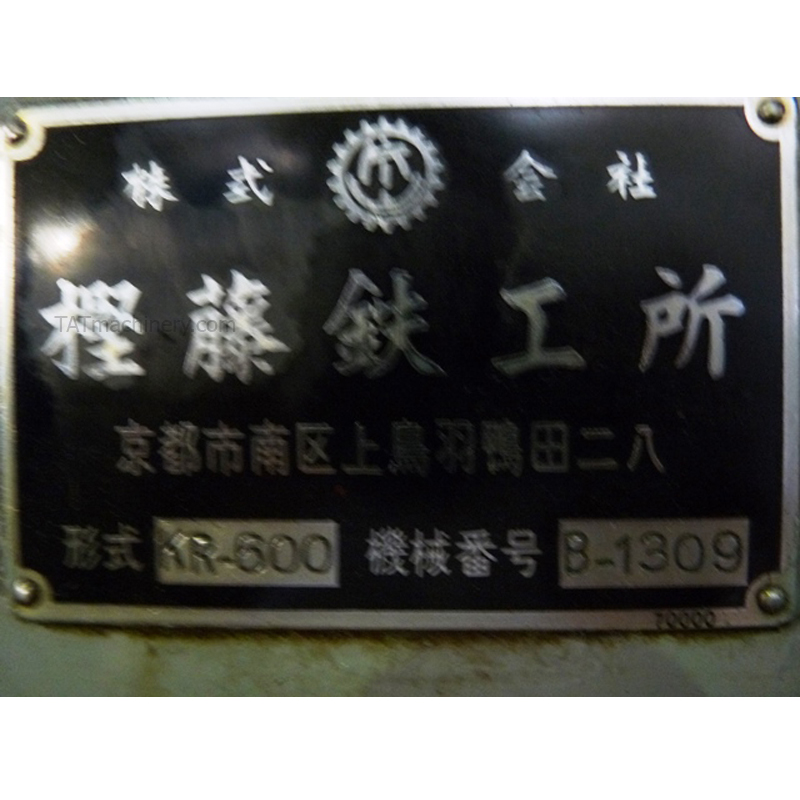 株式会社
樫藤鉄工所
TATmachinery.com
京都市南区上鳥羽鴨田二八
形式 KR-600 機械番号 B-1309
70000